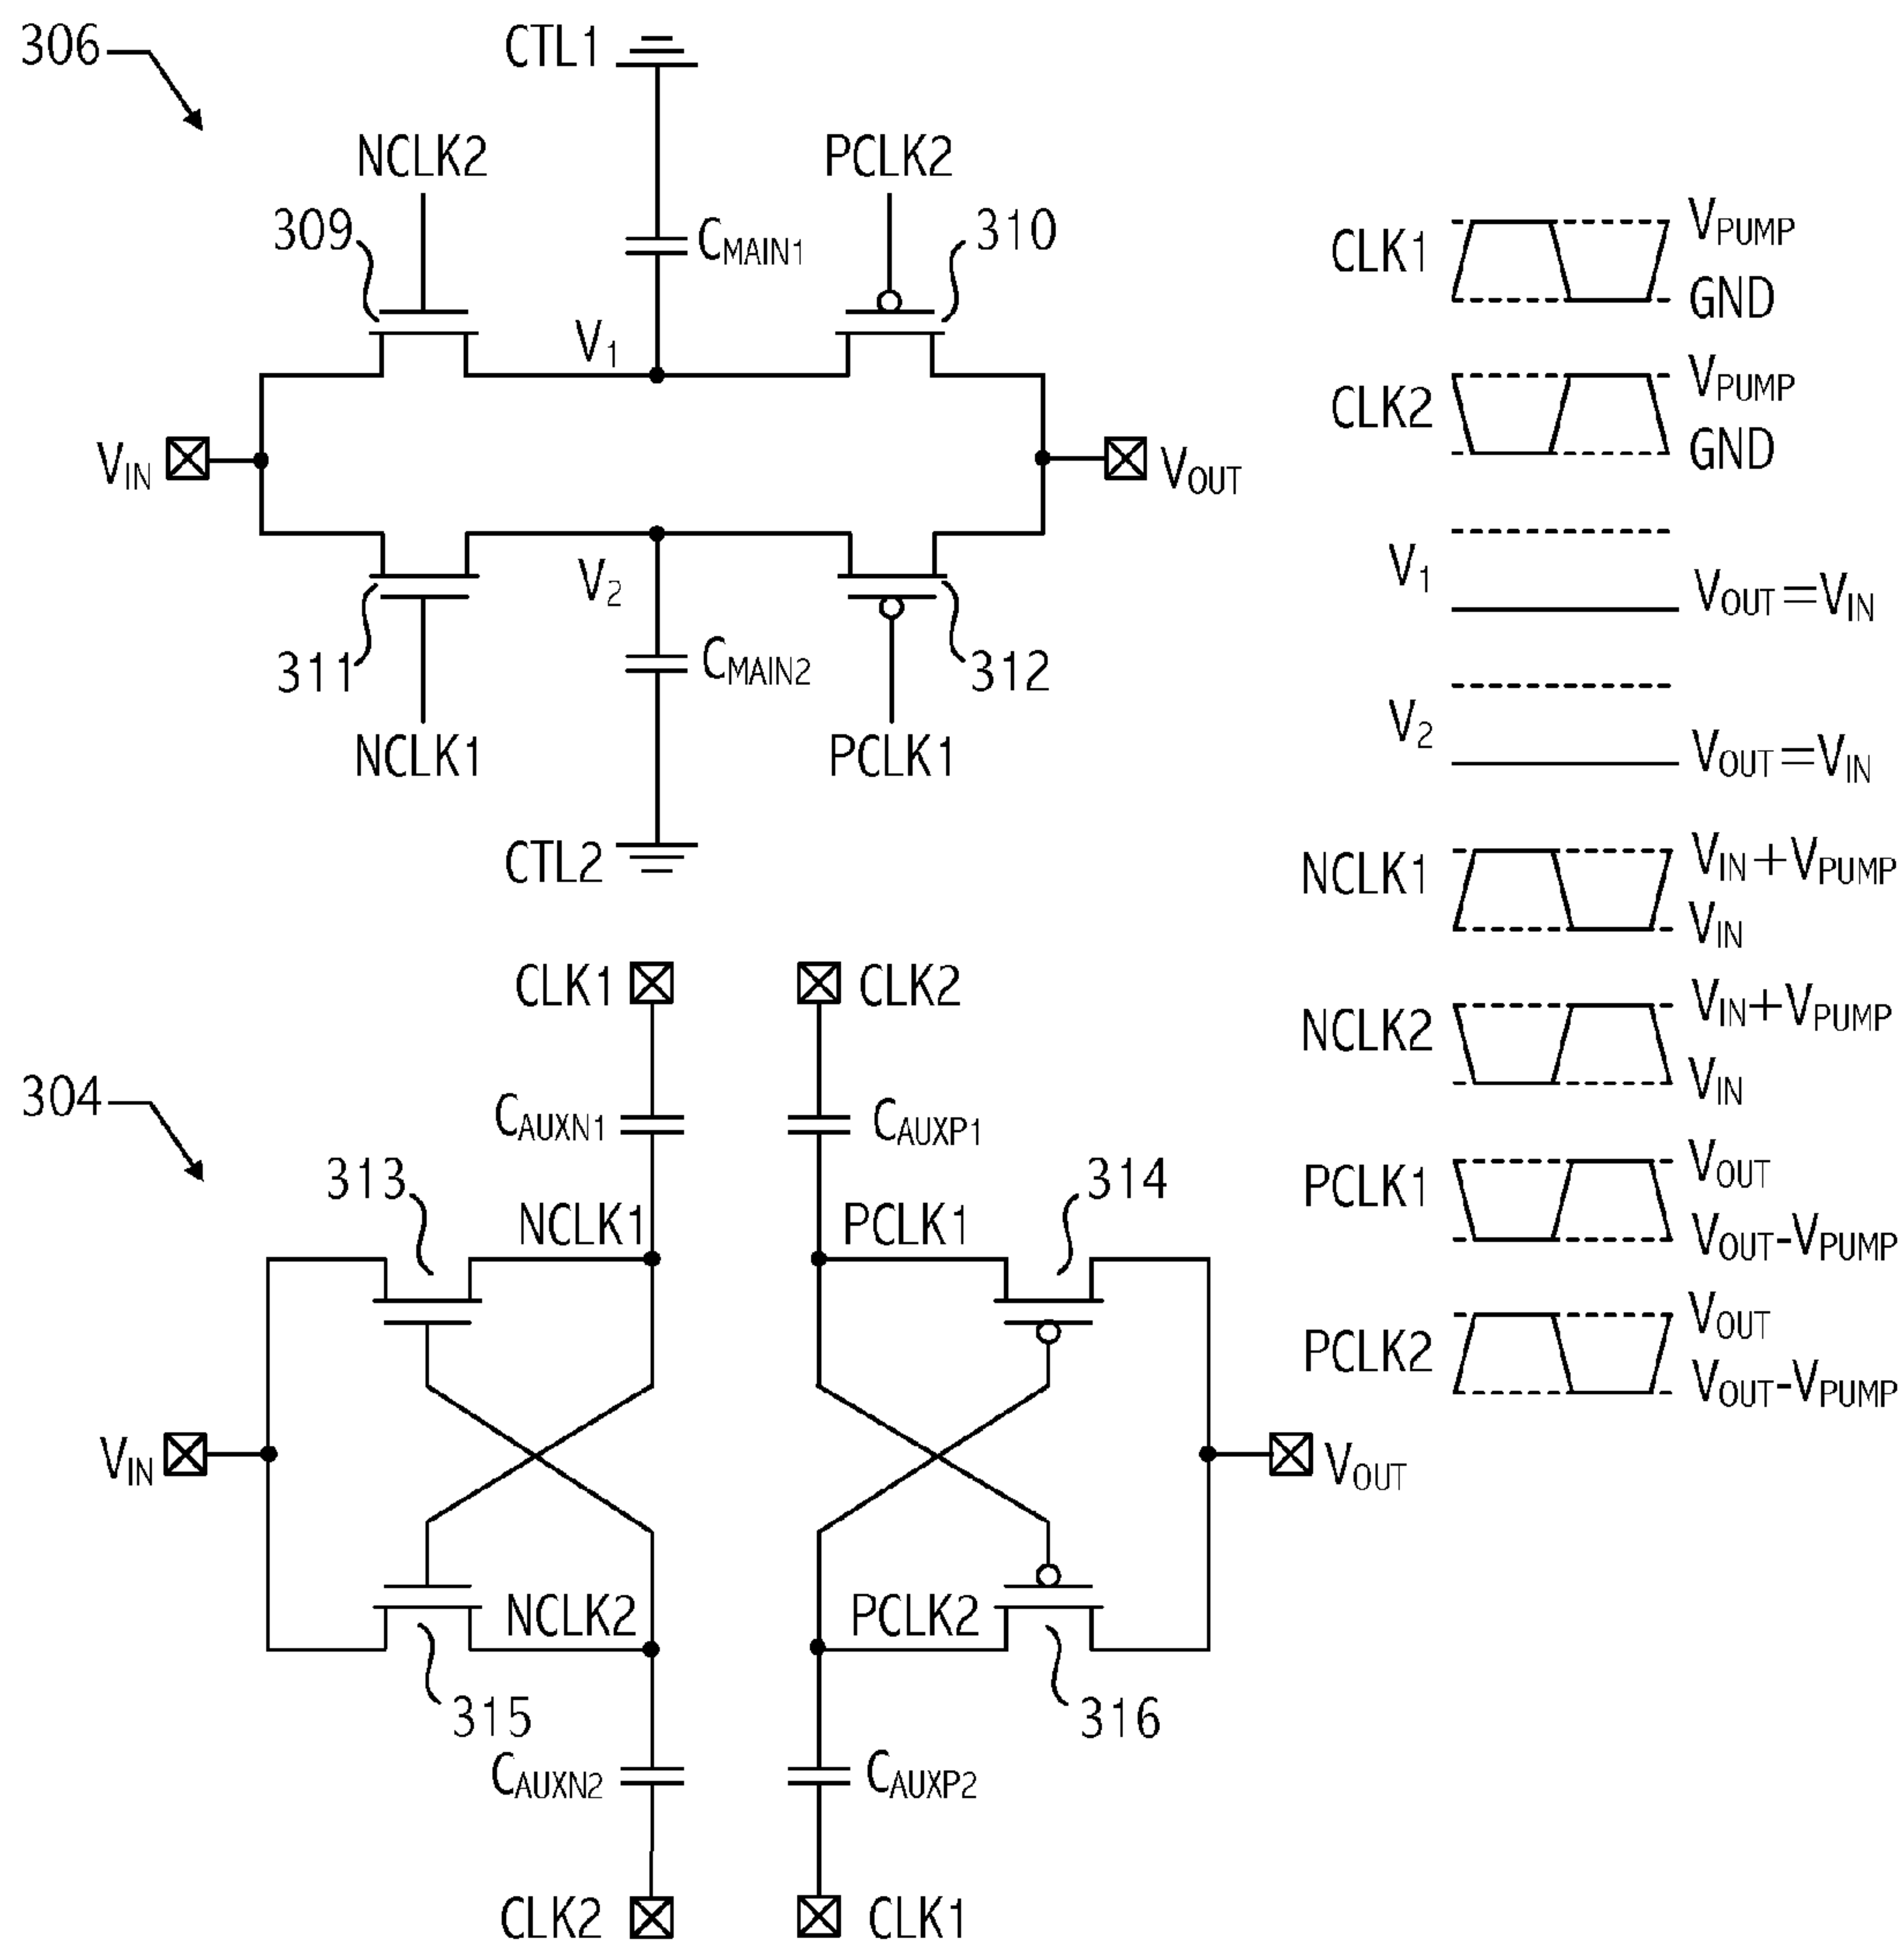 306
CTL1
NCLK2
PCLK2
309
CMAIN1
310
V1
VIN
VOUT
V2
311
CMAIN2
312
NCLK1
PCLK1
CTL2
CLK1
CLK2
304
CAUXN1
CAUXP1
313
NCLK1
PCLK1
314
VIN
VOUT
NCLK2
PCLK2
315
316
CAUXN2
CAUXP2
CLK2
CLK1
CLK1 VPUMP
GND
CLK2 VPUMP
GND
V1 VOUT=VIN
V2 VOUT=VIN
NCLK1 VIN+VPUMP
VIN
NCLK2 VIN+VPUMP
VIN
PCLK1 VOUT
VOUT-VPUMP
PCLK2 VOUT
VOUT-VPUMP